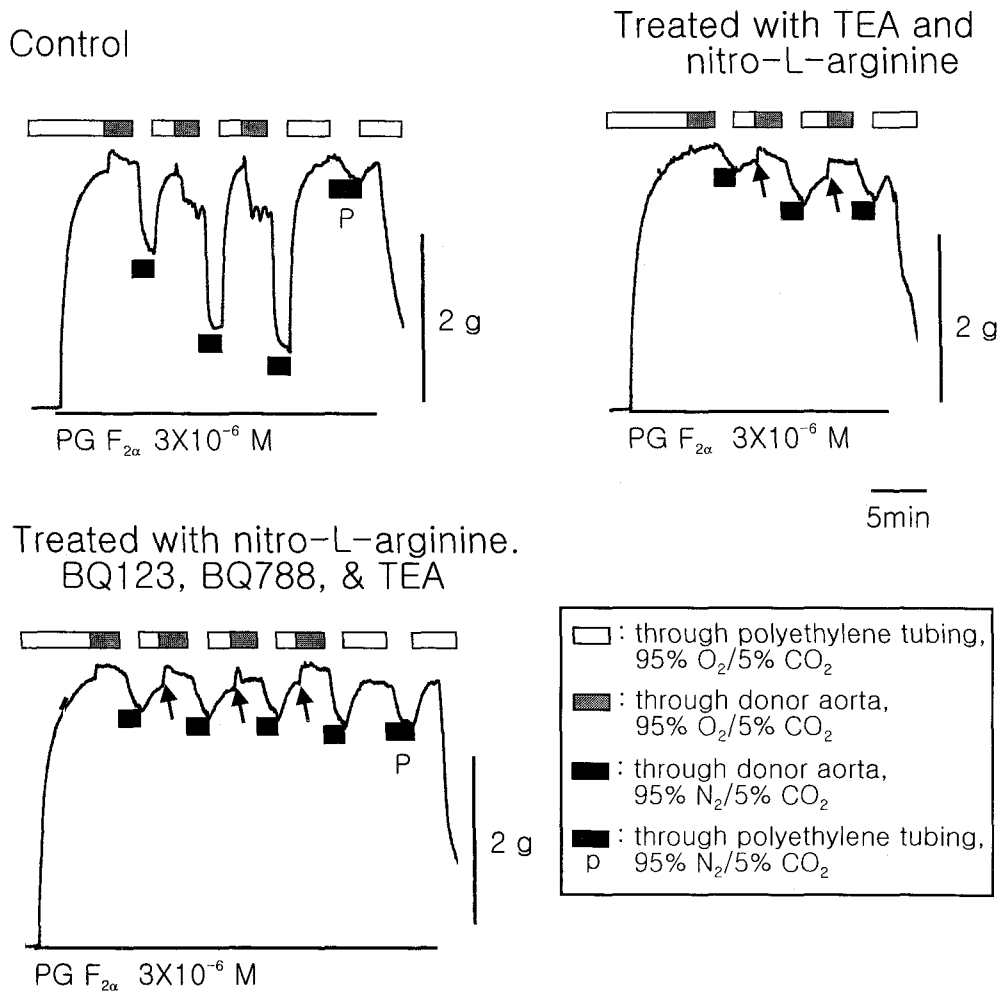 Control
Treated with TEA and
nitro-L-arginine
P
2 g
2 g
PG F2α 3X10⁻⁶ M
PG F2α 3X10⁻⁶ M
5min
Treated with nitro-L-arginine.
BQ123, BQ788, & TEA
P
2 g
PG F2α 3X10⁻⁶ M
: through polyethylene tubing,
95% O₂/5% CO₂
: through donor aorta,
95% O₂/5% CO₂
: through donor aorta,
95% N₂/5% CO₂
: through polyethylene tubing,
p 95% N₂/5% CO₂